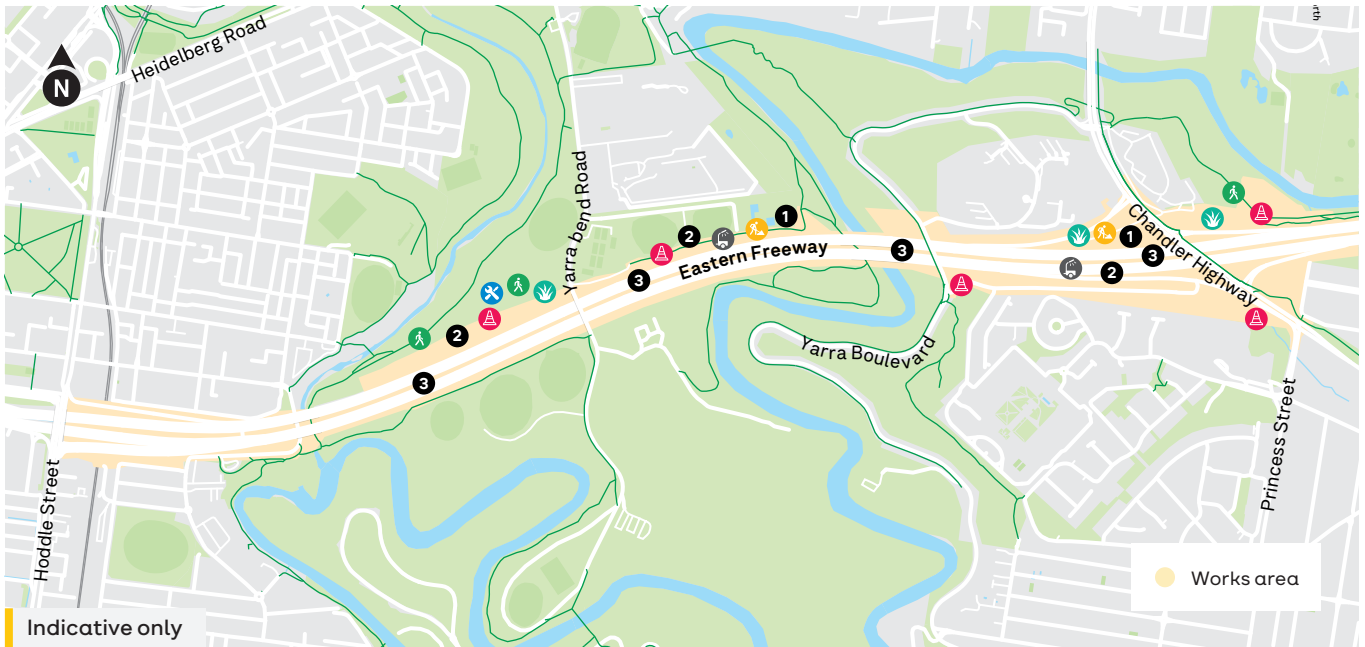 rth
Heidelberg Road
N
Yarra bend Road
1
2
Eastern Freeway
3
3
Chandler Highway
1
3
2
2
3
Yarra Boulevard
Hoddle Street
Princess Street
Works area
Indicative only